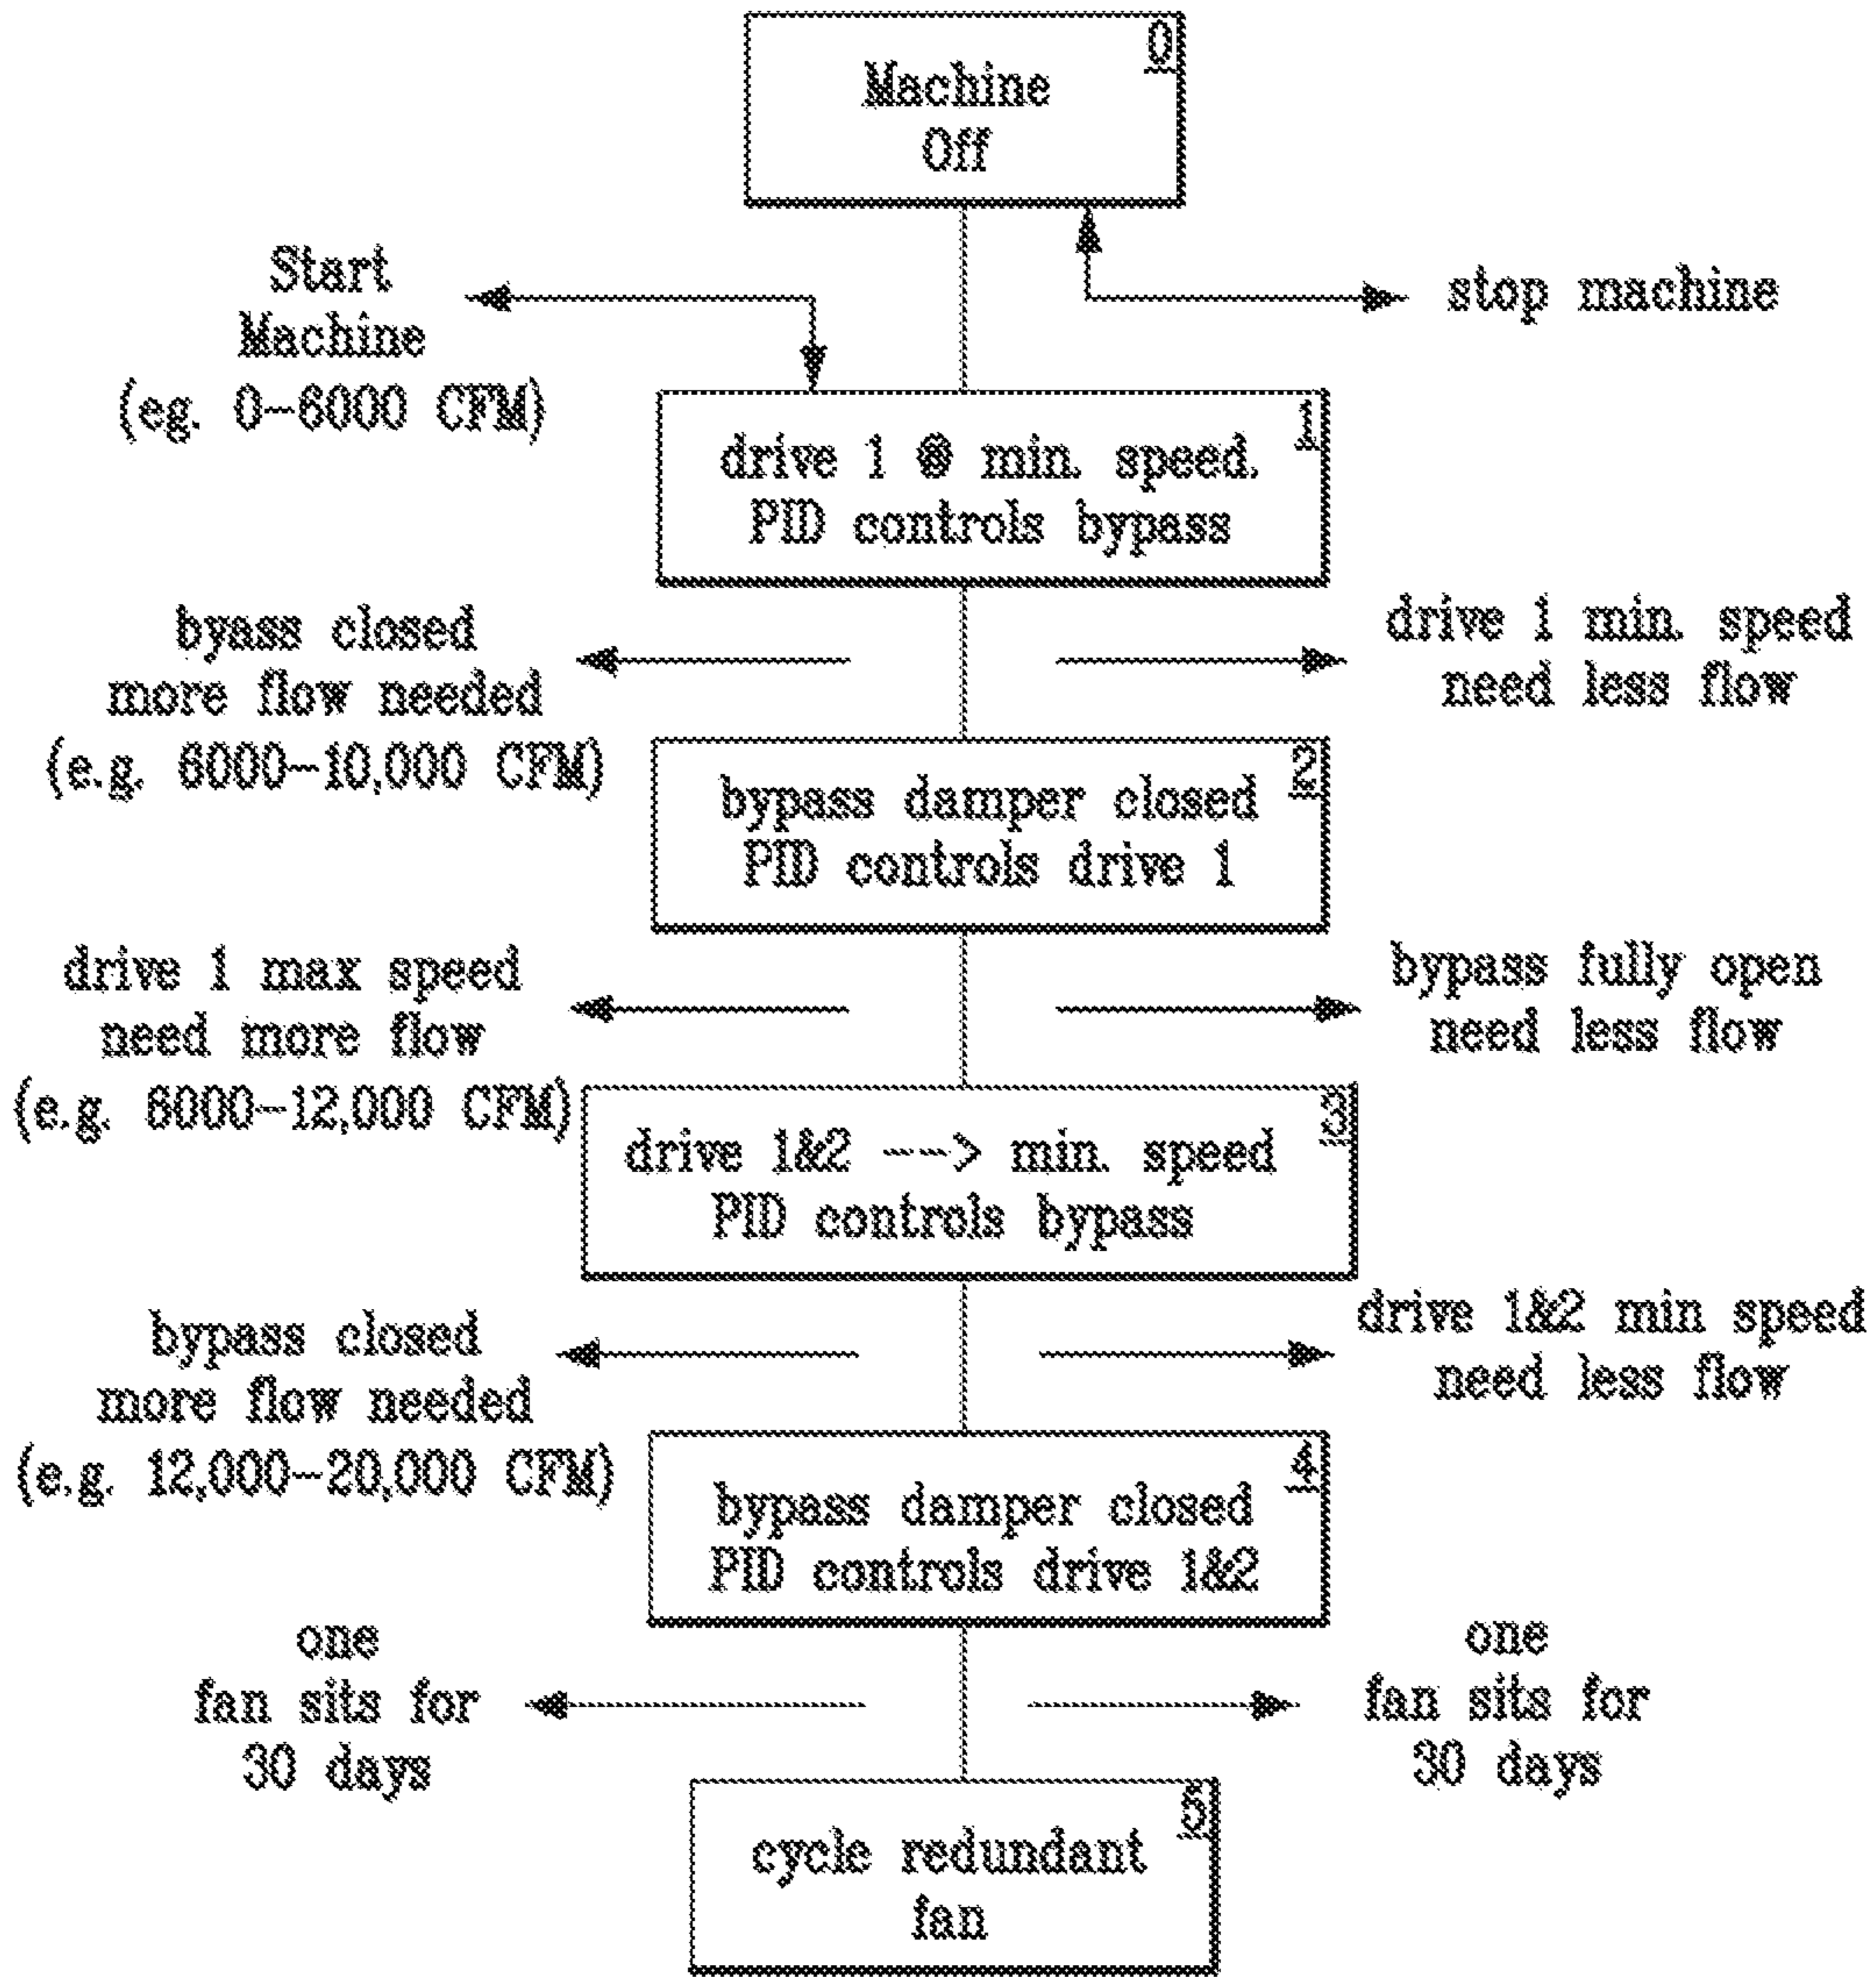 0
Machine
Off
Start
Machine
(eg. 0-6000 CFM)
stop machine
1
drive 1 @ min. speed.
PID controls bypass
byass closed
more flow needed
(e.g. 6000-10,000 CFM)
drive 1 min. speed
need less flow
2
bypass damper closed
PID controls drive 1
drive 1 max speed
need more flow
(e.g. 6000-12,000 CFM)
bypass fully open
need less flow
3
drive 1&2 ---> min. speed
PID controls bypass
bypass closed
more flow needed
(e.g. 12,000-20,000 CFM)
drive 1&2 min speed
need less flow
4
bypass damper closed
PID controls drive 1&2
one
fan sits for
30 days
one
fan sits for
30 days
5
cycle redundant
fan